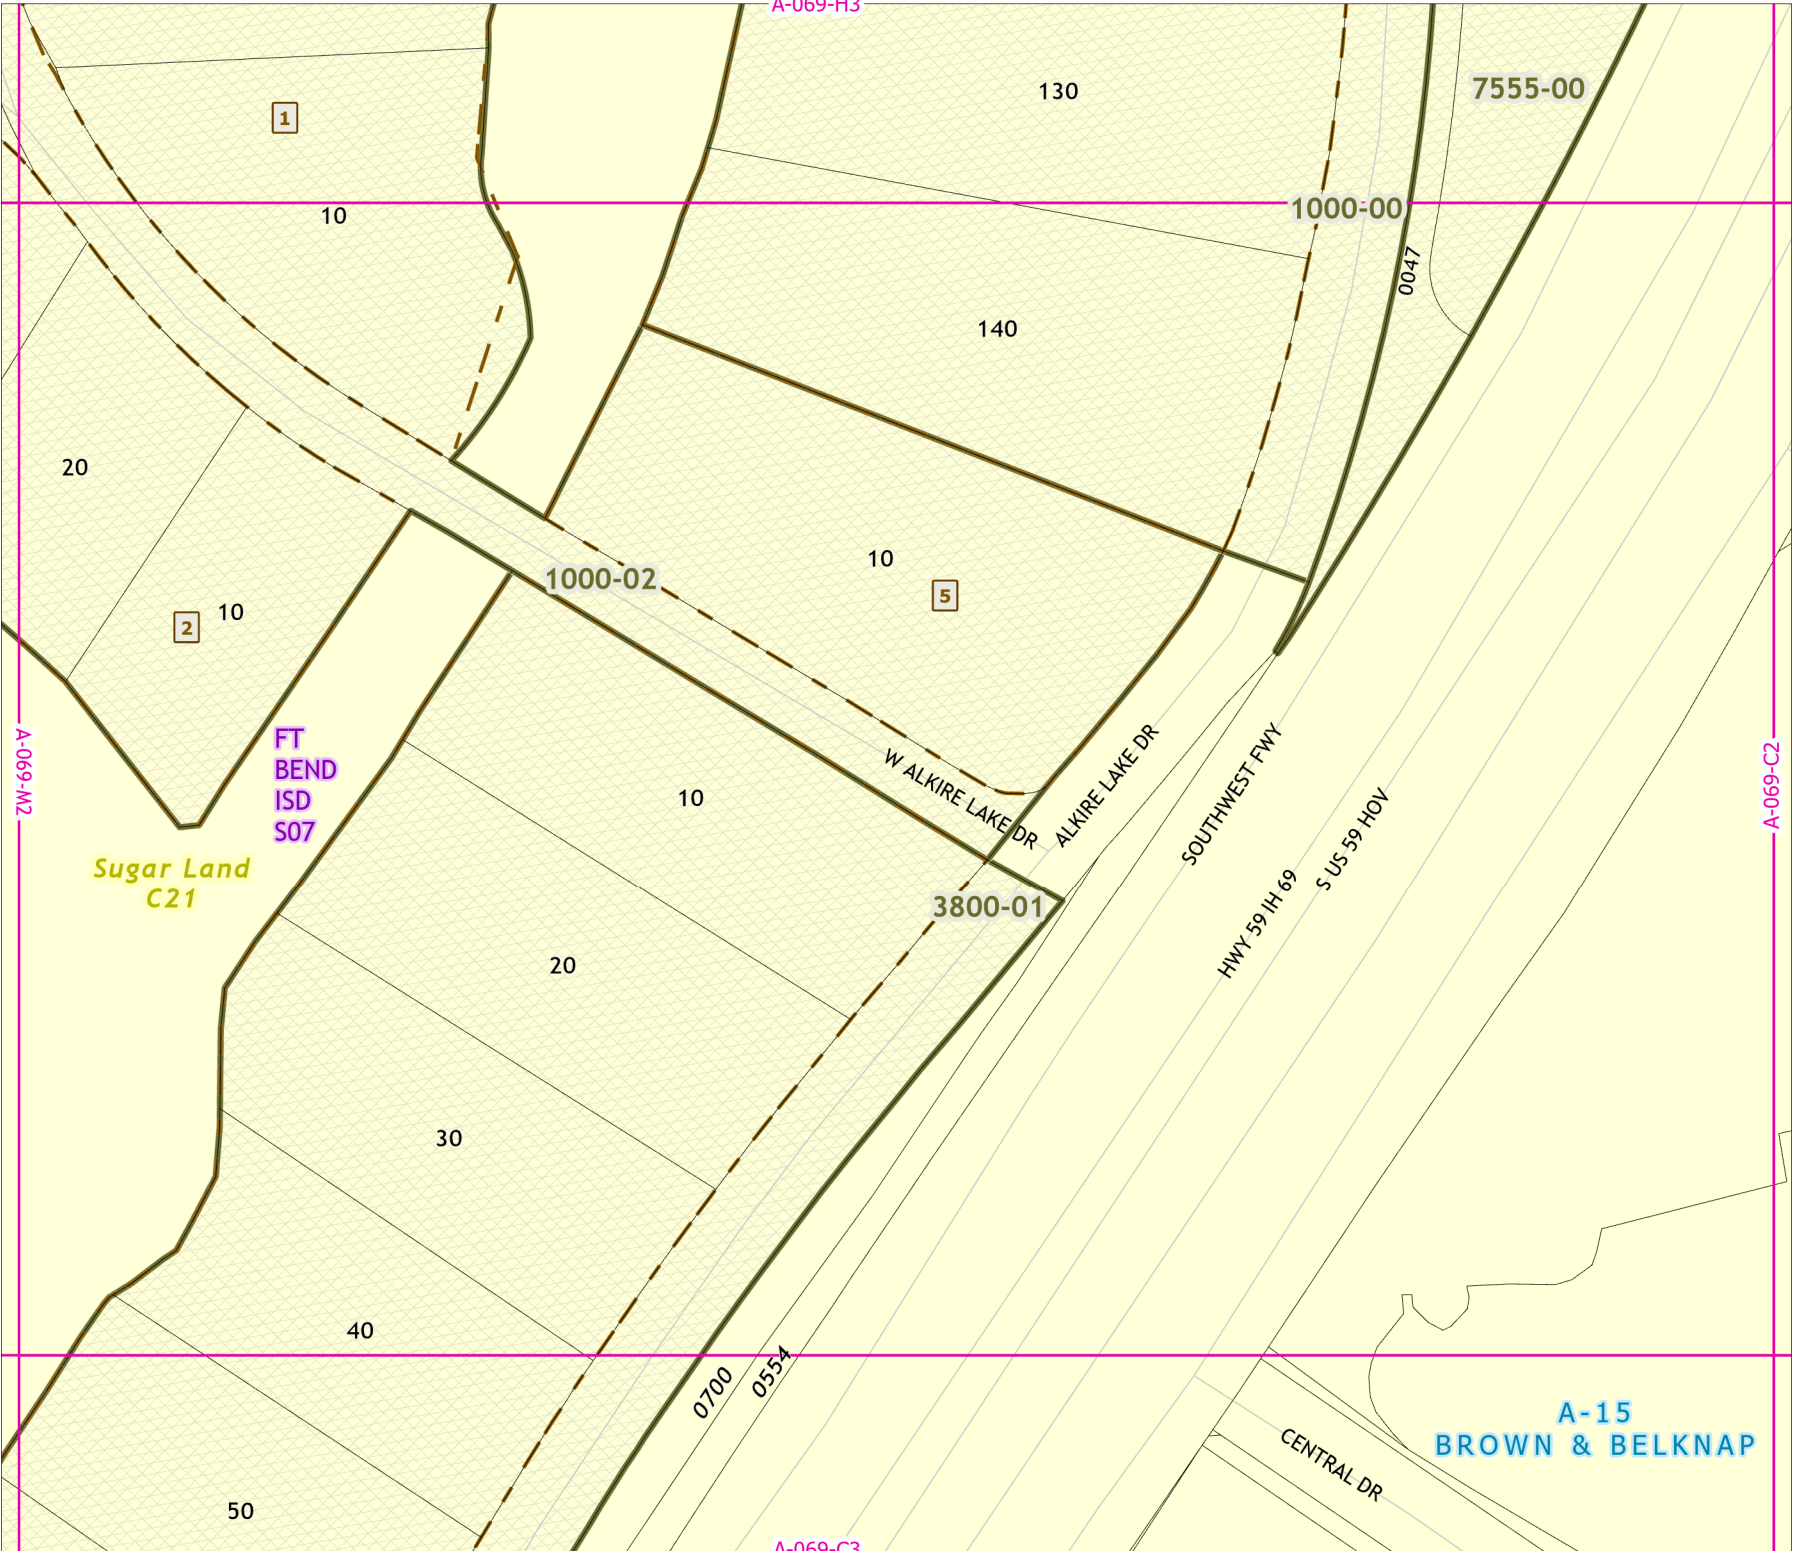 A-069-H3
7555-00
130
1
1000-00
10
0047
140
20
10
1000-02
5
10
2
FT
BEND
ISD
S07
A-069-M2
A-069-C2
W ALKIRE LAKE DR
ALKIRE LAKE DR
SOUTHWEST FWY
10
S US 59 HOV
Sugar Land
C21
3800-01
HWY 59 IH 69
20
30
40
0700
0554
A-15
BROWN & BELKNAP
CENTRAL DR
50
A-069-C3